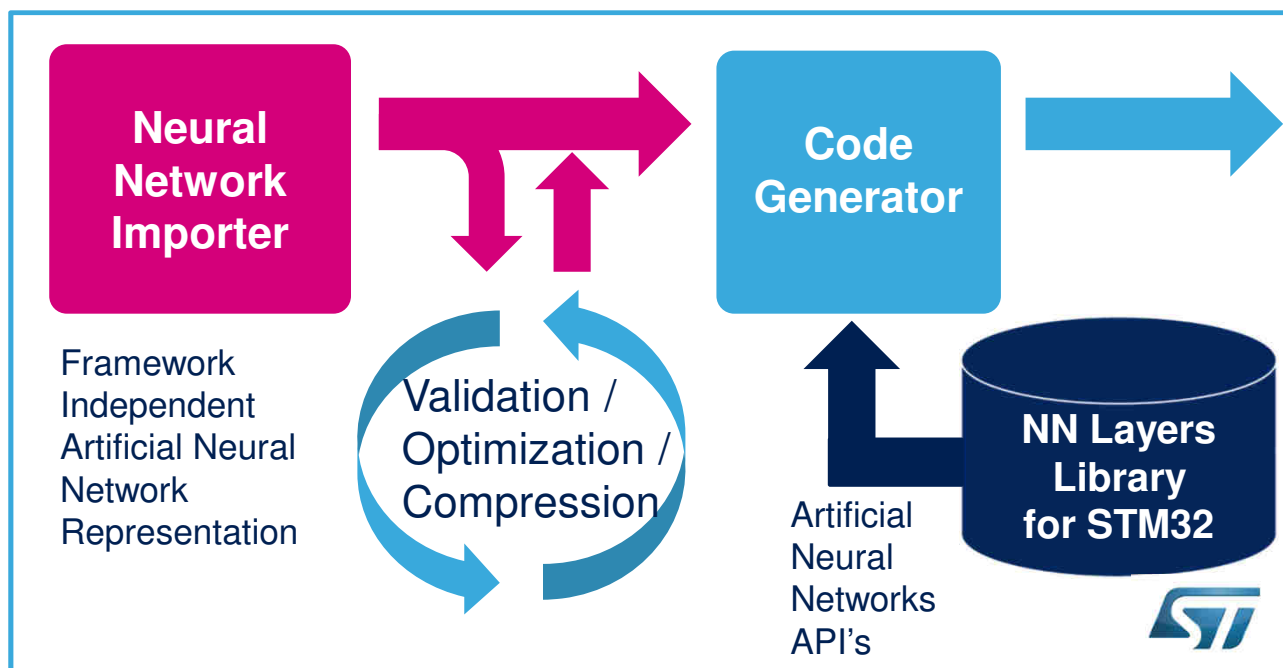 Neural
Network
Importer
Code
Generator
Framework
Independent
Artificial Neural
Network
Representation
Validation /
Optimization /
Compression
NN Layers
Library
for STM32
Artificial
Neural
Networks
API's
ST